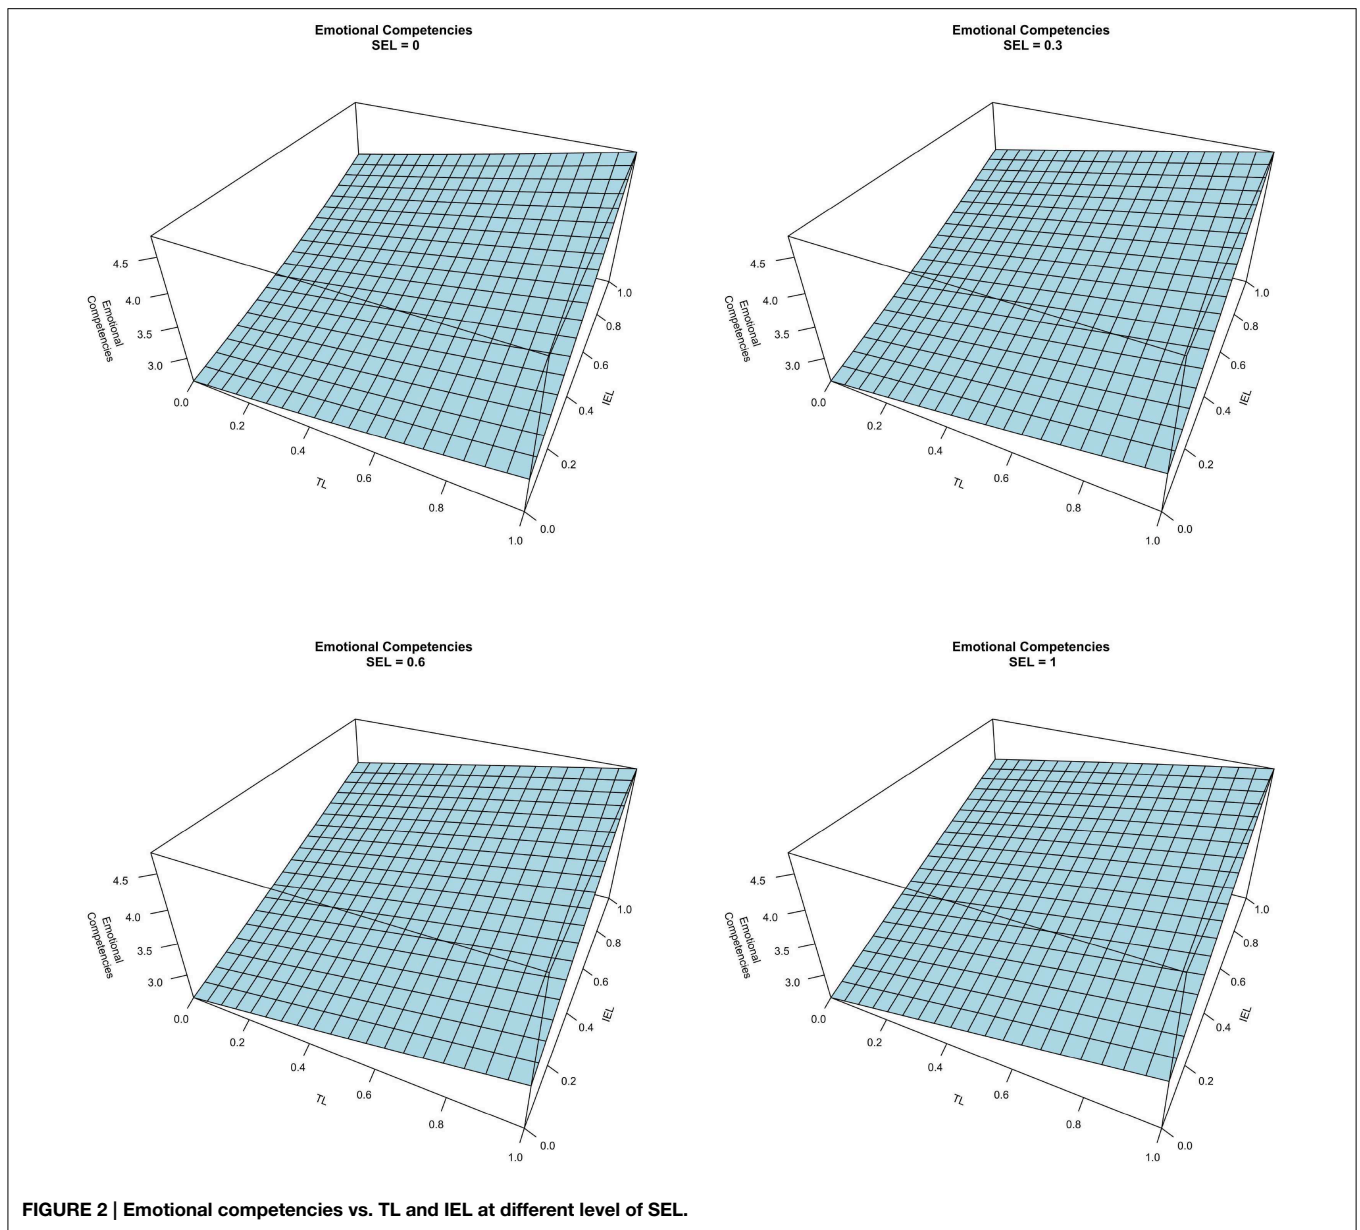 Emotional Competencies
SEL = 0
4.5
4.0
3.5
3.0
Emotional
Competencies
0.0
0.2
0.4
0.6
0.8
1.0
TL
0.0
0.2
0.4
0.6
0.8
1.0
IEL
Emotional Competencies
SEL = 0.3
4.5
4.0
3.5
3.0
Emotional
Competencies
0.0
0.2
0.4
0.6
0.8
1.0
TL
0.0
0.2
0.4
0.6
0.8
1.0
IEL
Emotional Competencies
SEL = 0.6
4.5
4.0
3.5
3.0
Emotional
Competencies
0.0
0.2
0.4
0.6
0.8
1.0
TL
0.0
0.2
0.4
0.6
0.8
1.0
IEL
Emotional Competencies
SEL = 1
4.5
4.0
3.5
3.0
Emotional
Competencies
0.0
0.2
0.4
0.6
0.8
1.0
TL
0.0
0.2
0.4
0.6
0.8
1.0
IEL
FIGURE 2 | Emotional competencies vs. TL and IEL at different level of SEL.